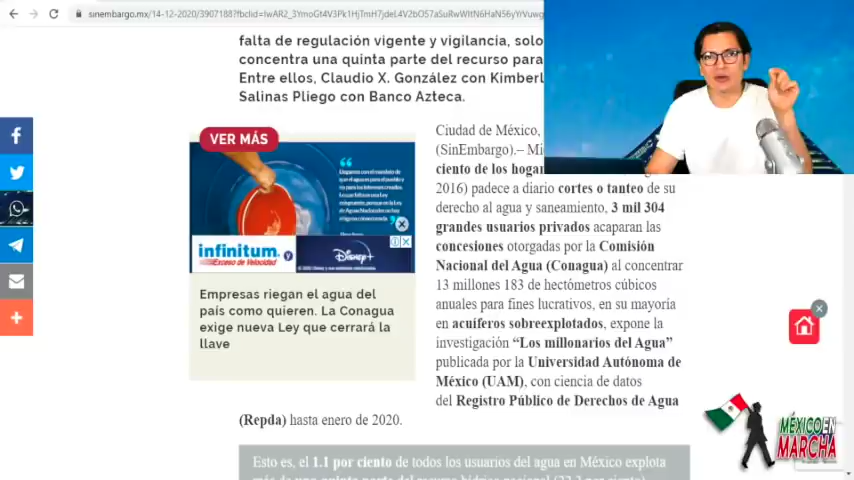 sinembargo.mx/14-12-2020/3907188?fbclid=
falta de regulación vigente y vigilancia, solo
concentra una quinta parte del recurso para
Entre ellos, Claudio X. González con
Salinas Pliego con Banco Azteca.
VER MÁS
infinitum.
Exceso de Velocidad
y
Disney+
Empresas riegan el agua del
país como quieren. La Conagua
exige nueva Ley que cerrará la
llave
Ciudad de México,
(SinEmbargo).–
ciento de los
2016) padece a diario cortes o tanteo de su
derecho al agua y saneamiento, 3 mil 304
grandes usuarios privados acaparan las
concesiones otorgadas por la Comisión
Nacional del Agua (Conagua) al concentrar
13 millones 183 de hectómetros cúbicos
anuales para fines lucrativos, en su mayoría
en acuíferos sobreexplotados, expone la
investigación “Los millonarios del Agua”
publicada por la Universidad Autónoma de
México (UAM), con ciencia de datos
del Registro Público de Derechos de Agua
(Repda) hasta enero de 2020.
Esto es, el 1.1 por ciento de todos los usuarios del agua en México explota
MÉXICO EN
MARCHA